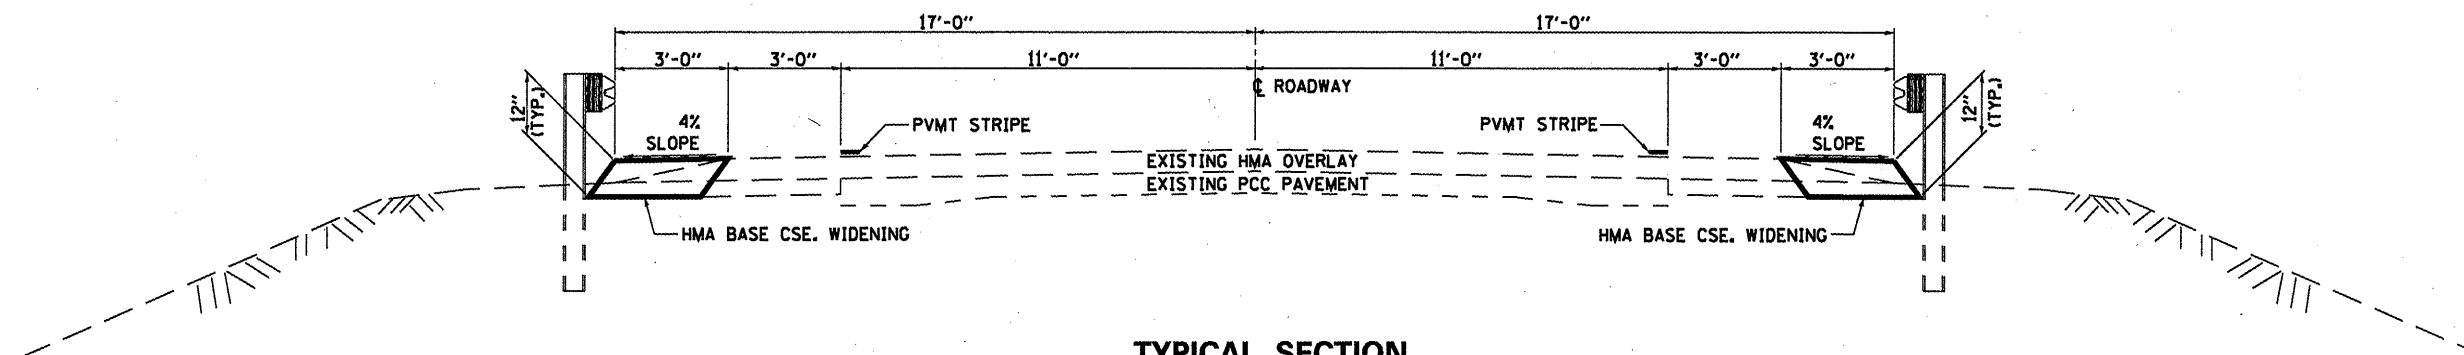 17'-0" 17'-0"
3'-0" 3'-0" 11'-0" 11'-0" 3'-0" 3'-0"
℄ ROADWAY
12"
(TYP.)
4%
SLOPE
PVMT STRIPE
PVMT STRIPE
4%
SLOPE
12"
(TYP.)
EXISTING HMA OVERLAY
EXISTING PCC PAVEMENT
HMA BASE CSE. WIDENING
HMA BASE CSE. WIDENING
TYPICAL SECTION